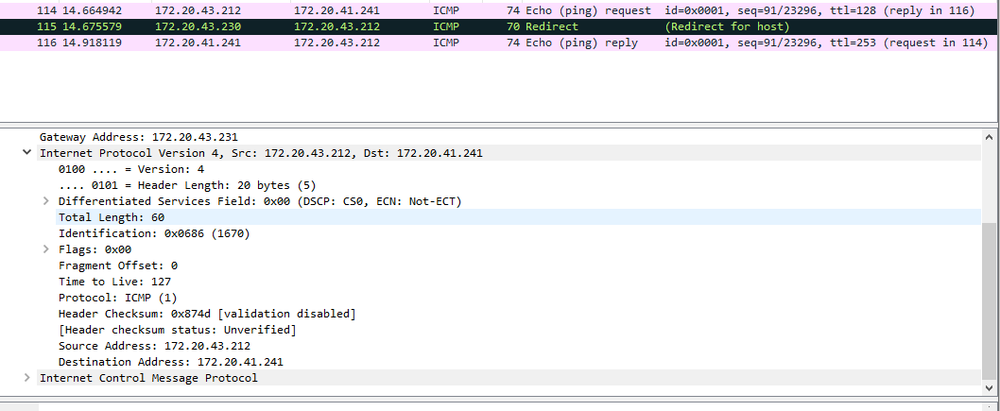 114 14.664942 172.20.43.212 172.20.41.241 ICMP 74 Echo (ping) request id=0x0001, seq=91/23296, ttl=128 (reply in 116)
115 14.675579 172.20.43.230 172.20.43.212 ICMP 70 Redirect (Redirect for host)
116 14.918119 172.20.41.241 172.20.43.212 ICMP 74 Echo (ping) reply id=0x0001, seq=91/23296, ttl=253 (request in 114)
Gateway Address: 172.20.43.231
Internet Protocol Version 4, Src: 172.20.43.212, Dst: 172.20.41.241
0100 .... = Version: 4
.... 0101 = Header Length: 20 bytes (5)
Differentiated Services Field: 0x00 (DSCP: CS0, ECN: Not-ECT)
Total Length: 60
Identification: 0x0686 (1670)
Flags: 0x00
Fragment Offset: 0
Time to Live: 127
Protocol: ICMP (1)
Header Checksum: 0x874d [validation disabled]
[Header checksum status: Unverified]
Source Address: 172.20.43.212
Destination Address: 172.20.41.241
Internet Control Message Protocol